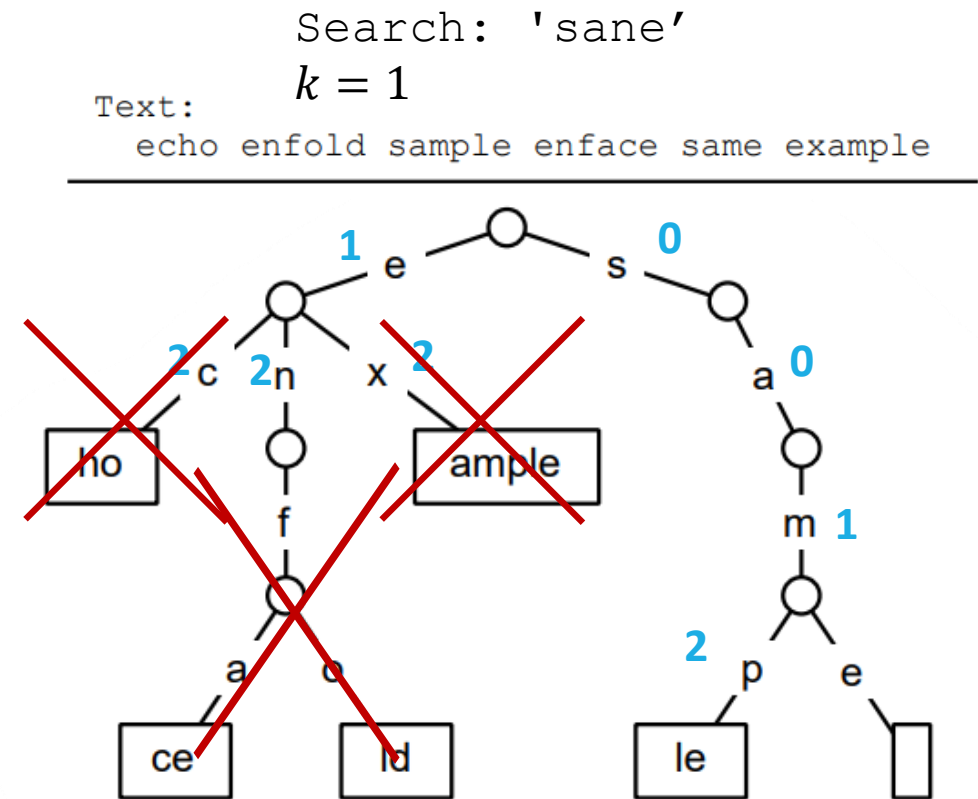 Search: 'sane’
k = 1
Text:
echo enfold sample enface same example
1 e s 0
2 c 2 n x 2 a 0
ho ample
f m 1
a o 2 p e
ce ld le